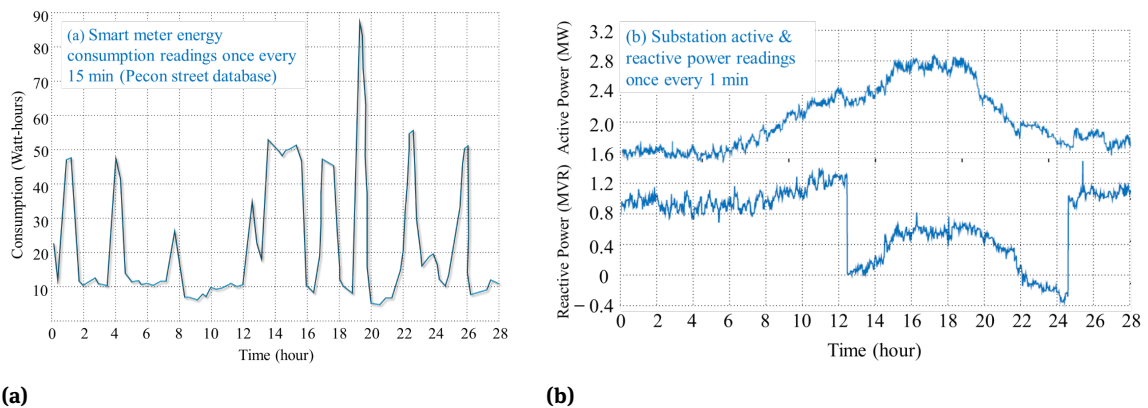 90
80
70
60
50
40
30
20
10
Consumption (Watt-hours)
(a) Smart meter energy
consumption readings once every
15 min (Pecon street database)
0 2 4 6 8 10 12 14 16 18 20 22 24 26 28
Time (hour)
(a)
3.2
2.8
2.4
2.0
1.6
Active Power (MW)
(b) Substation active &
reactive power readings
once every 1 min
1.2
0.8
0.4
0
− 0.4
Reactive Power (MVR)
0 2 4 6 8 10 12 14 16 18 20 22 24 26 28
Time (hour)
(b)